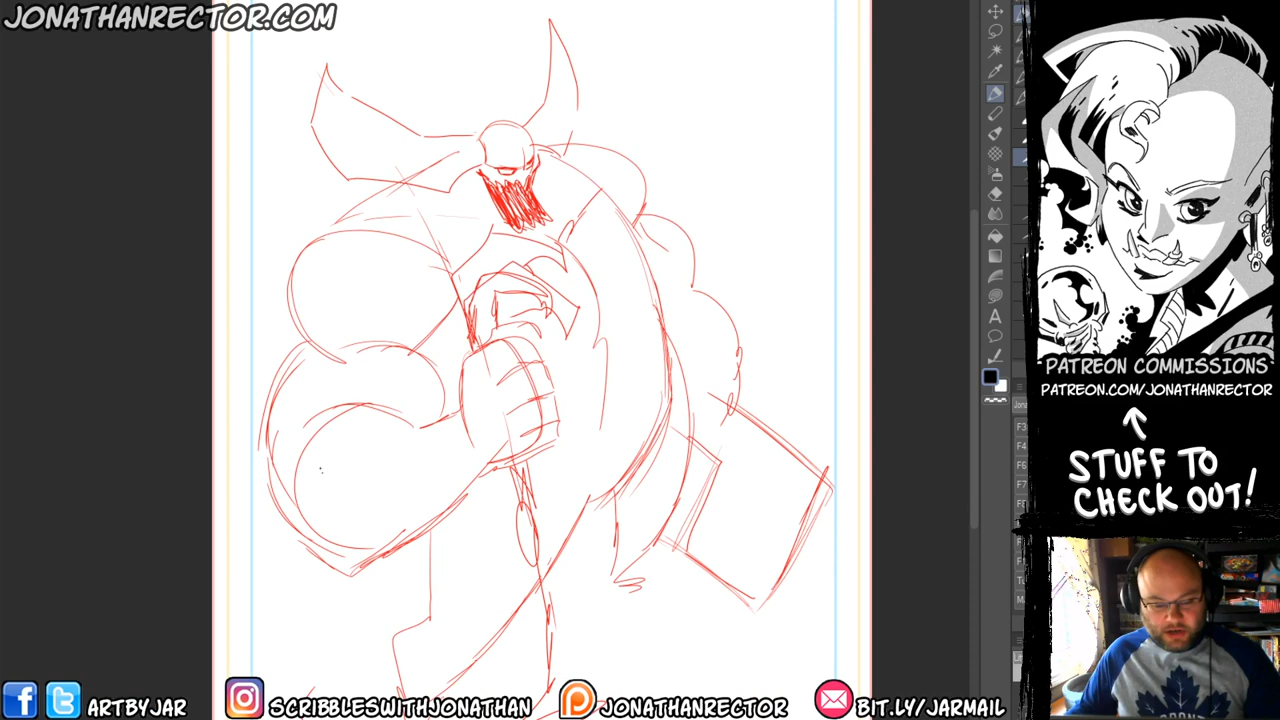 JONATHANRECTOR.COM
PATREON COMMISSIONS
PATREON.COM/JONATHANRECTOR
STUFF TO
CHECK OUT!
ARTBYJAR
SCRIBBLESWITHJONATHAN
JONATHANRECTOR
BIT.LY/JARMAIL